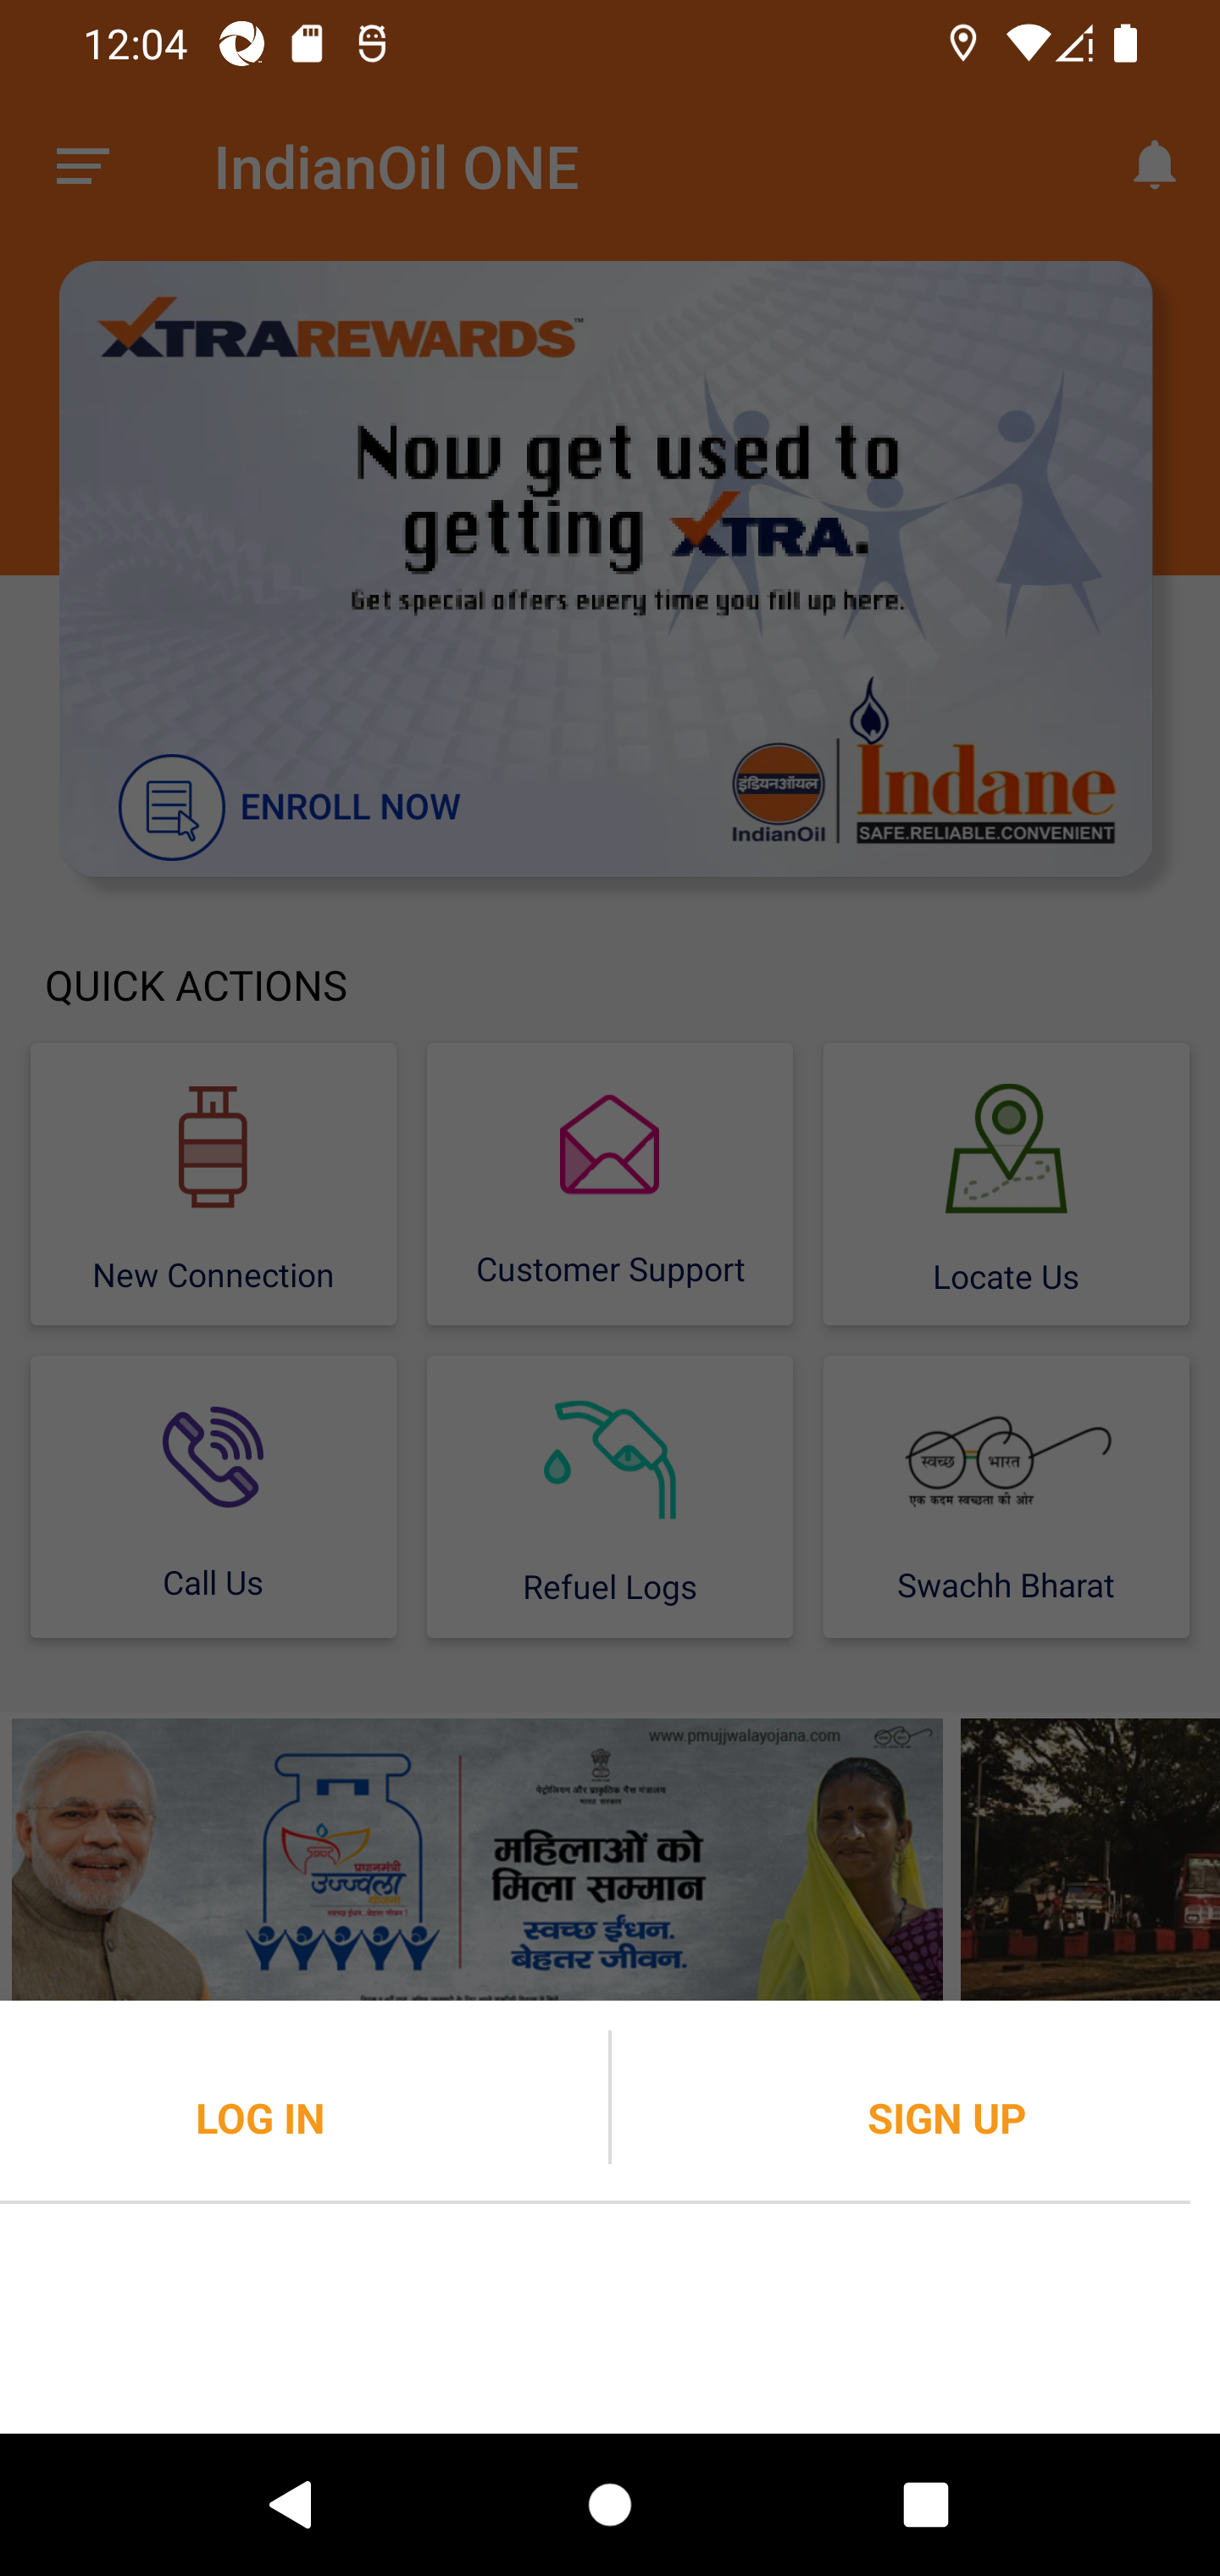 12:04
IndianOil ONE
XTRAREWARDS™
Now get used to
getting XTRA.
Get special offers every time you fill up here.
ENROLL NOW
इंडियनऑयल
IndianOil
Indane
SAFE.RELIABLE.CONVENIENT
QUICK ACTIONS
New Connection
Customer Support
Locate Us
Call Us
Refuel Logs
स्वच्छ भारत
एक कदम स्वच्छता की ओर
Swachh Bharat
www.pmujjwalayojana.com
पेट्रोलियम और प्राकृतिक गैस मंत्रालय
भारत सरकार
प्रधानमंत्री
उज्ज्वला
योजना
महिलाओं को
मिला सम्मान
स्वच्छ ईंधन.
बेहतर जीवन.
LOG IN
SIGN UP